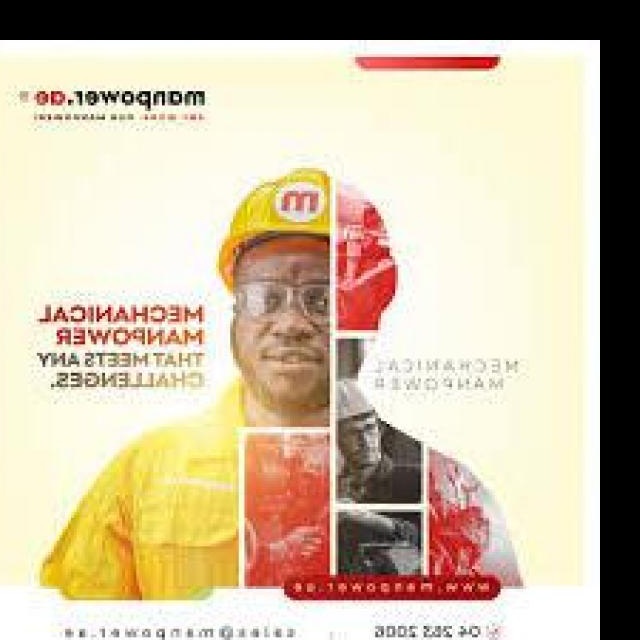 manpower.ae
MECHANICAL
MANPOWER
THAT MEETS ANY
CHALLENGES.
m
MECHANICAL
MANPOWER
www.manpower.ae
04 263 2006
sales@manpower.ae